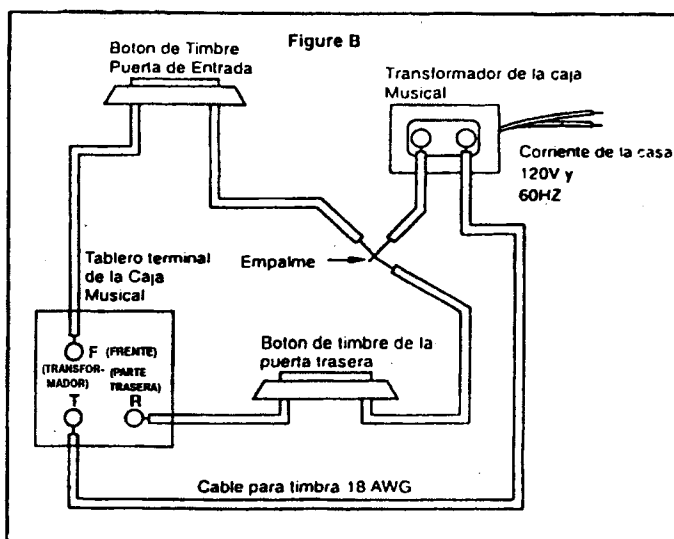 Figure B
Boton de Timbre
Puerta de Entrada
Transformador de la caja
Musical
Corriente de la casa
120V y
60HZ
Empalme
Tablero terminal
de la Caja
Musical
F (FRENTE)
(TRANSFOR-
MADOR)
T
(PARTE
TRASERA)
R
Boton de timbre de la
puerta trasera
Cable para timbra 18 AWG